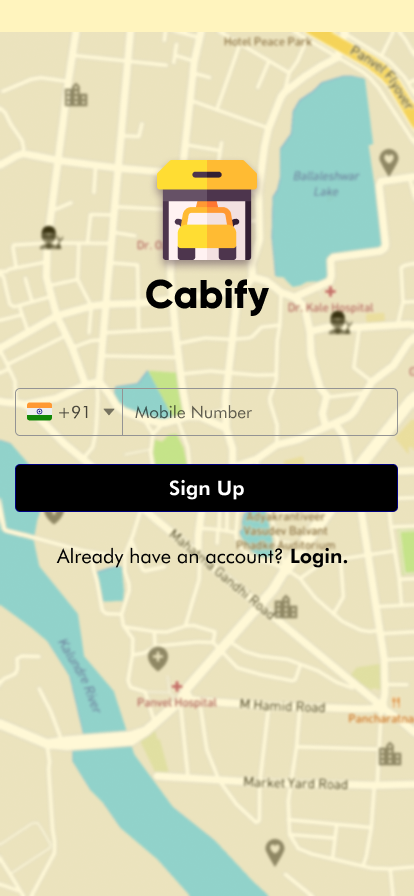 Hotel Peace Park
Panvel Flyover
Ballaleshwar
Lake
Dr. Kale Hospital
Cabify
+91
Mobile Number
Sign Up
Adyakrantiveer
Vasudev Balvant
Phadke Auditorium
Already have an account? Login.
Mahatma Gandhi Road
Kalundre River
Panvel Hospital
M Hamid Road
Market Yard Road